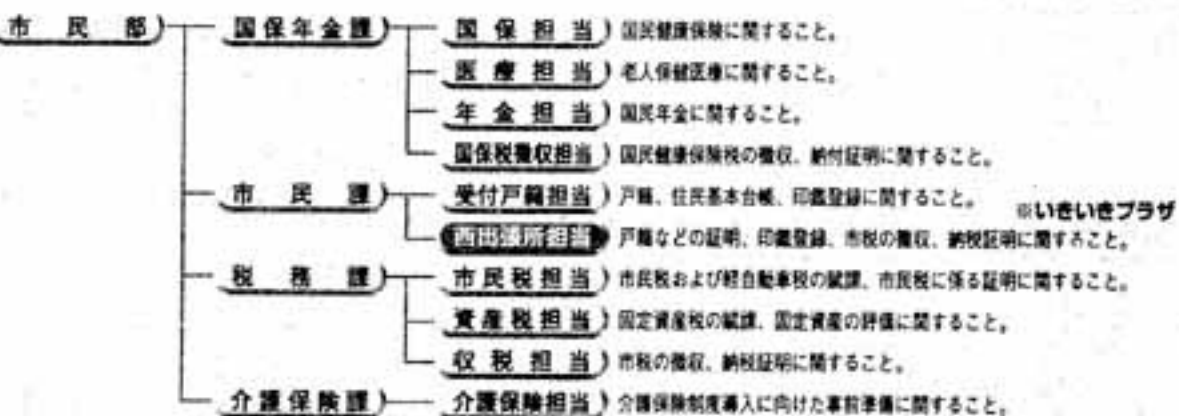 市民部 国保年金課 国保担当 国民健康保険に関すること。
医療担当 老人保健医療に関すること。
年金担当 国民年金に関すること。
国保税徴収担当 国民健康保険税の徴収、納付証明に関すること。
市民課 受付戸籍担当 戸籍、住民基本台帳、印鑑登録に関すること。
※いきいきプラザ
西出張所担当 戸籍などの証明、印鑑登録、市税の徴収、納税証明に関すること。
税務課 市民税担当 市民税および軽自動車税の賦課、市民税に係る証明に関すること。
資産税担当 固定資産税の賦課、固定資産の評価に関すること。
収税担当 市税の徴収、納税証明に関すること。
介護保険課 介護保険担当 介護保険制度導入に向けた事前準備に関すること。